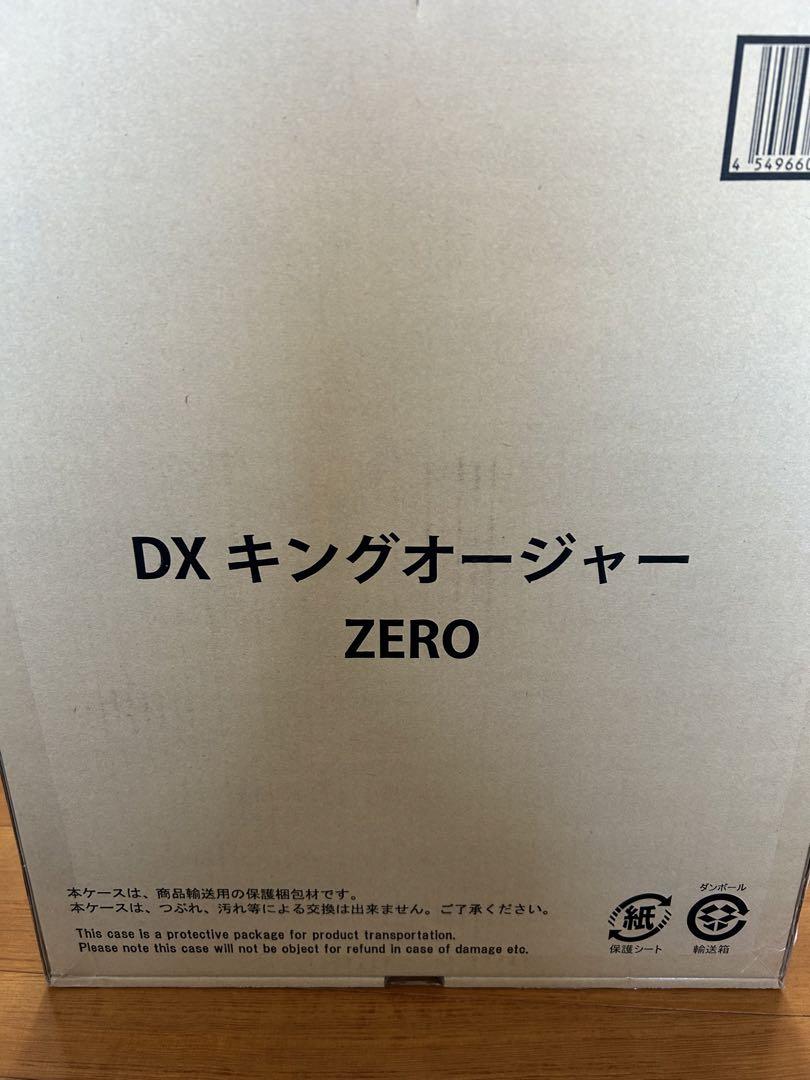 4 549660
DX キングオージャー
ZERO
本ケースは、商品輸送用の保護梱包材です。
本ケースは、つぶれ、汚れ等による交換は出来ません。ご了承ください。
This case is a protective package for product transportation.
Please note this case will not be object for refund in case of damage etc.
紙
保護シート
ダンボール
輸送箱